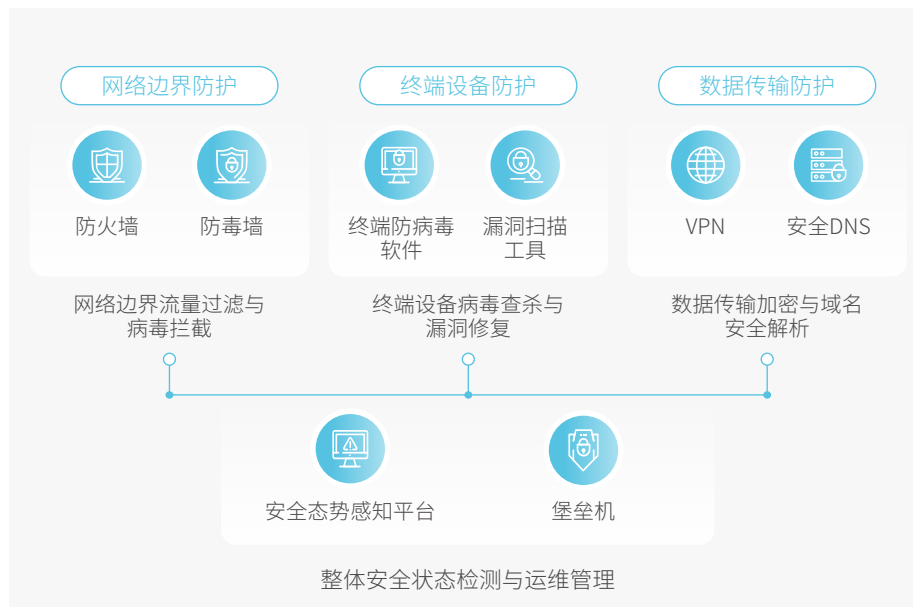 网络边界防护
终端设备防护
数据传输防护
防火墙
防毒墙
终端防病毒
软件
漏洞扫描
工具
VPN
安全DNS
网络边界流量过滤与
病毒拦截
终端设备病毒查杀与
漏洞修复
数据传输加密与域名
安全解析
安全态势感知平台
堡垒机
整体安全状态检测与运维管理